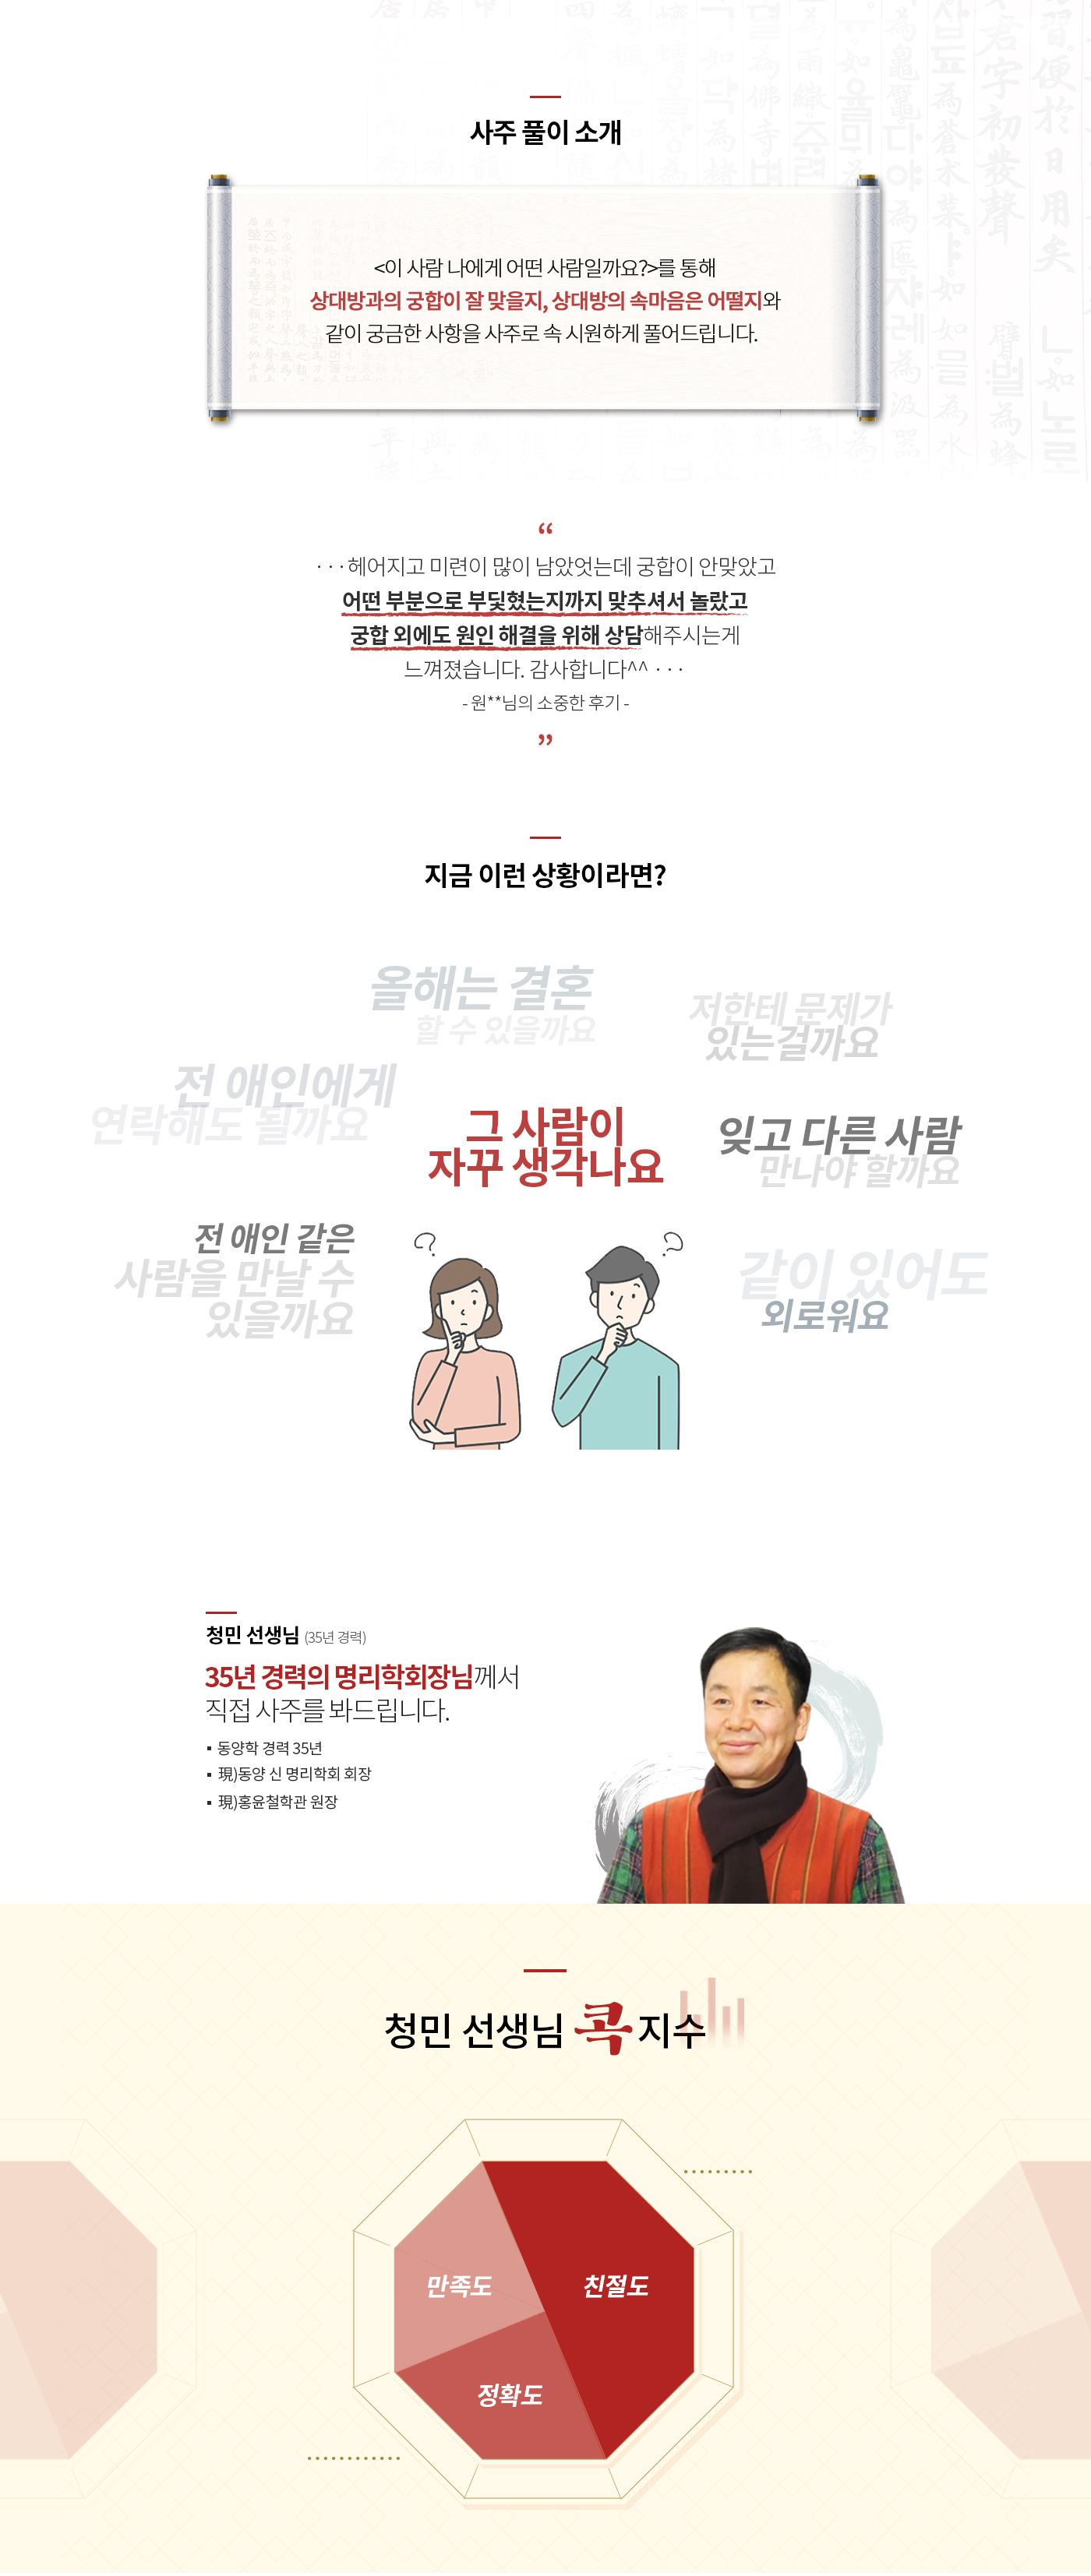 사주 풀이 소개
<이 사람 나에게 어떤 사람일까요?>를 통해
상대방과의 궁합이 잘 맞을지, 상대방의 속마음은 어떨지와
같이 궁금한 사항을 사주로 속 시원하게 풀어드립니다.
“
· · · 헤어지고 미련이 많이 남았엇는데 궁합이 안맞았고
어떤 부분으로 부딫혔는지까지 맞추셔서 놀랐고
궁합 외에도 원인 해결을 위해 상담해주시는게
느껴졌습니다. 감사합니다^^ · · ·
- 원**님의 소중한 후기 -
”
지금 이런 상황이라면?
올해는 결혼
할 수 있을까요
저한테 문제가
있는걸까요
전 애인에게
연락해도 될까요
그 사람이
자꾸 생각나요
잊고 다른 사람
만나야 할까요
전 애인 같은
사람을 만날 수
있을까요
같이 있어도
외로워요
청민 선생님 (35년 경력)
35년 경력의 명리학회장님께서
직접 사주를 봐드립니다.
▪ 동양학 경력 35년
▪ 現)동양 신 명리학회 회장
▪ 現)홍윤철학관 원장
청민 선생님 콕 지수
만족도
친절도
정확도